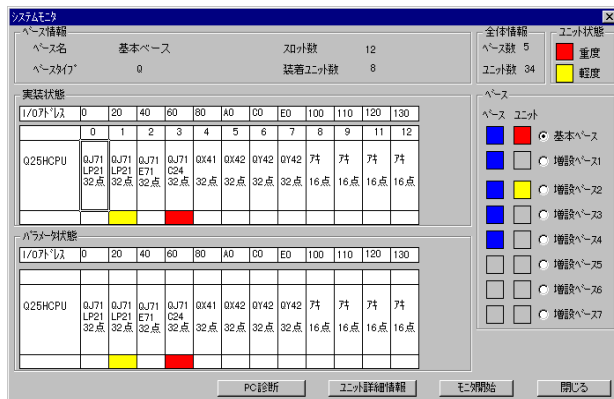 システムモニタ
ベース情報
ベース名 基本ベース スロット数 12
ベースタイプ Q 装着ユニット数 8
全体情報
ベース数 5
ユニット数 34
ユニット状態
重度
軽度
実装状態
I/Oアドレス 0 20 40 60 80 A0 C0 E0 100 110 120 130
0 1 2 3 4 5 6 7 8 9 11 12
Q25HCPU QJ71 LP21 32点 QJ71 LP21 32点 QJ71 E71 32点 QJ71 C24 32点 QX41 32点 QX42 32点 QY42 32点 QY42 32点 アキ 16点 アキ 16点 アキ 16点 アキ 16点
パラメータ状態
I/Oアドレス 0 20 40 60 80 A0 C0 E0 100 110 120 130
Q25HCPU QJ71 LP21 32点 QJ71 LP21 32点 QJ71 E71 32点 QJ71 C24 32点 QX41 32点 QX42 32点 QY42 32点 QY42 32点 アキ 16点 アキ 16点 アキ 16点 アキ 16点
ベース
ベース ユニット
基本ベース
増設ベース1
増設ベース2
増設ベース3
増設ベース4
増設ベース5
増設ベース6
増設ベース7
PC診断 ユニット詳細情報 モニタ開始 閉じる